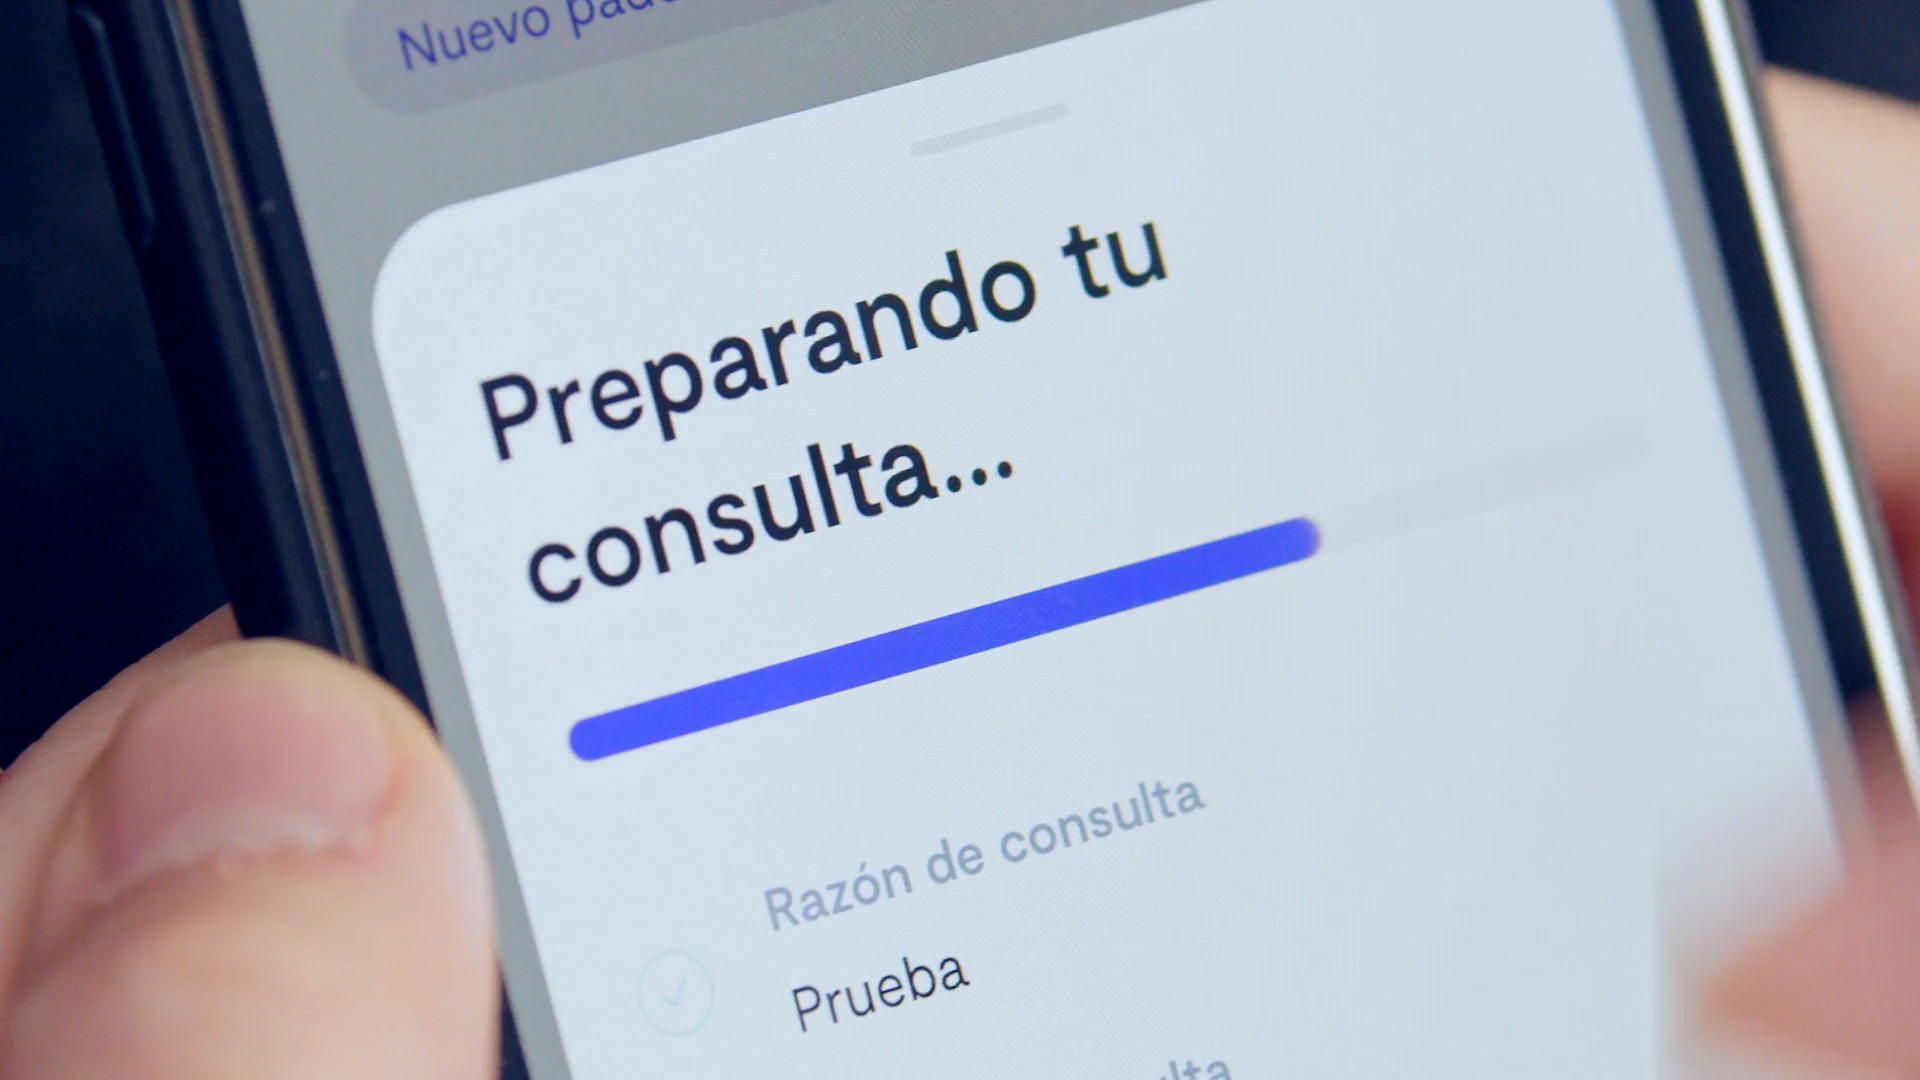 Nuevo
Preparando tu
consulta...
Razón de consulta
Prueba